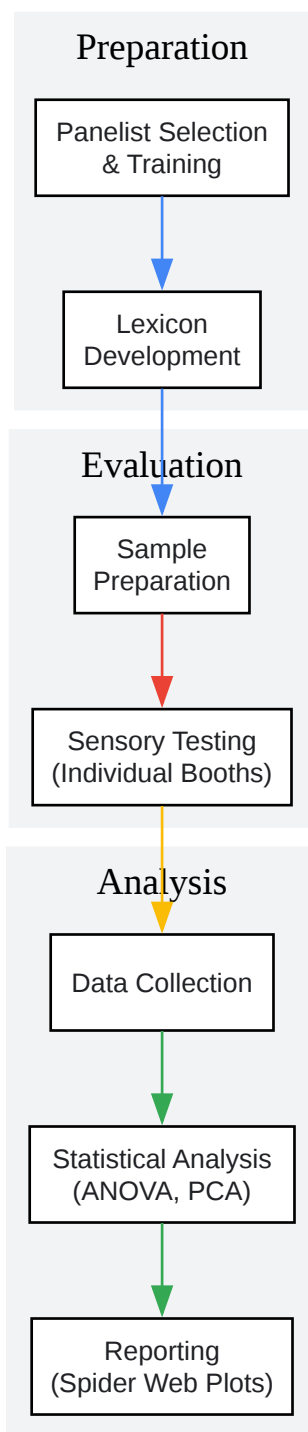 Preparation
Panelist Selection
& Training
Lexicon
Development
Evaluation
Sample
Preparation
Sensory Testing
(Individual Booths)
Analysis
Data Collection
Statistical Analysis
(ANOVA, PCA)
Reporting
(Spider Web Plots)